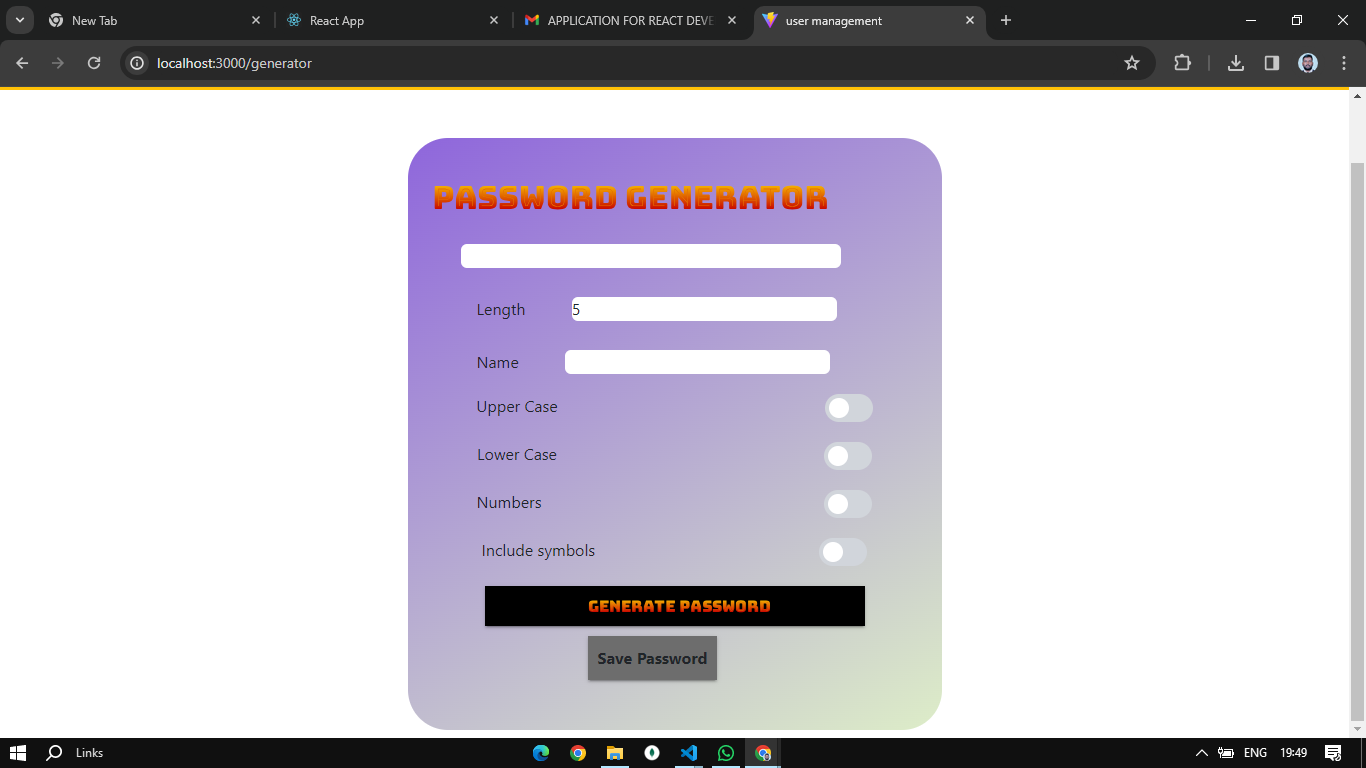 New Tab
React App
APPLICATION FOR REACT DEVE
user management
localhost:3000/generator
PASSWORD GENERATOR
Length 5
Name
Upper Case
Lower Case
Numbers
Include symbols
GENERATE PASSWORD
Save Password
Links
ENG 19:49